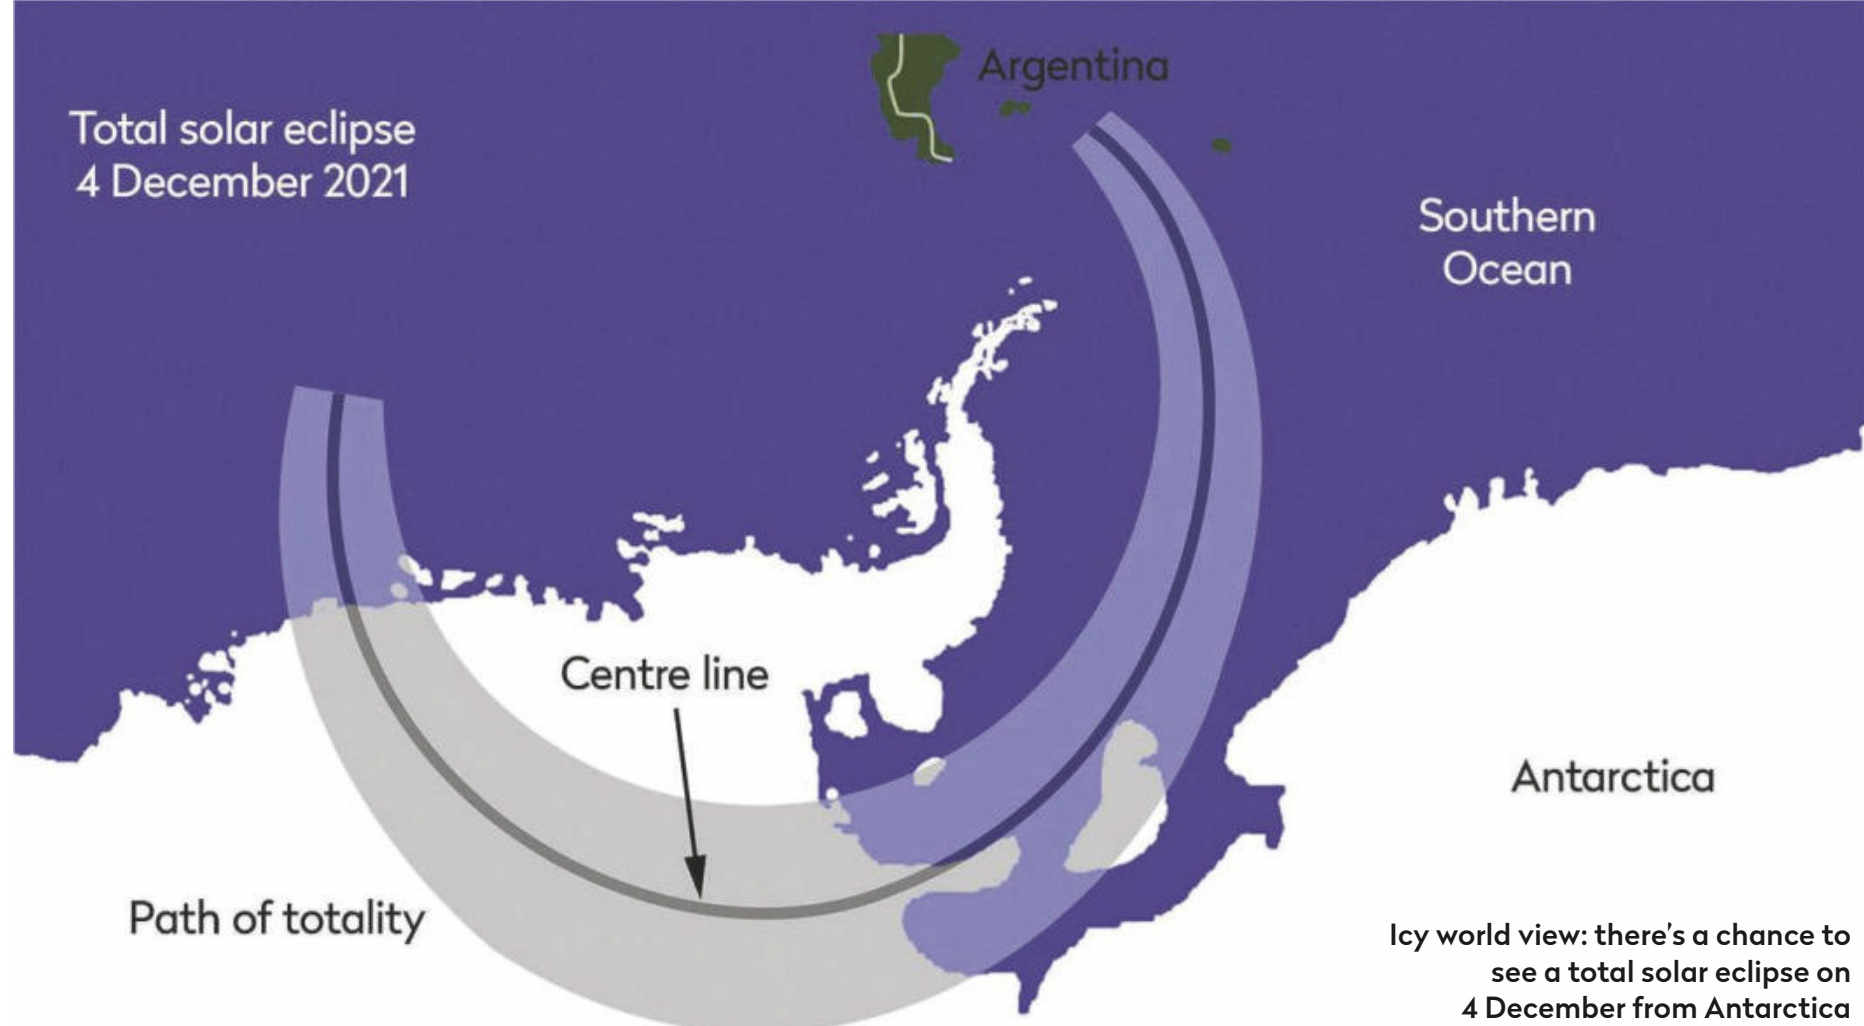 Argentina
Total solar eclipse
4 December 2021
Southern
Ocean
Centre line
Antarctica
Path of totality
Icy world view: there’s a chance to
see a total solar eclipse on
4 December from Antarctica